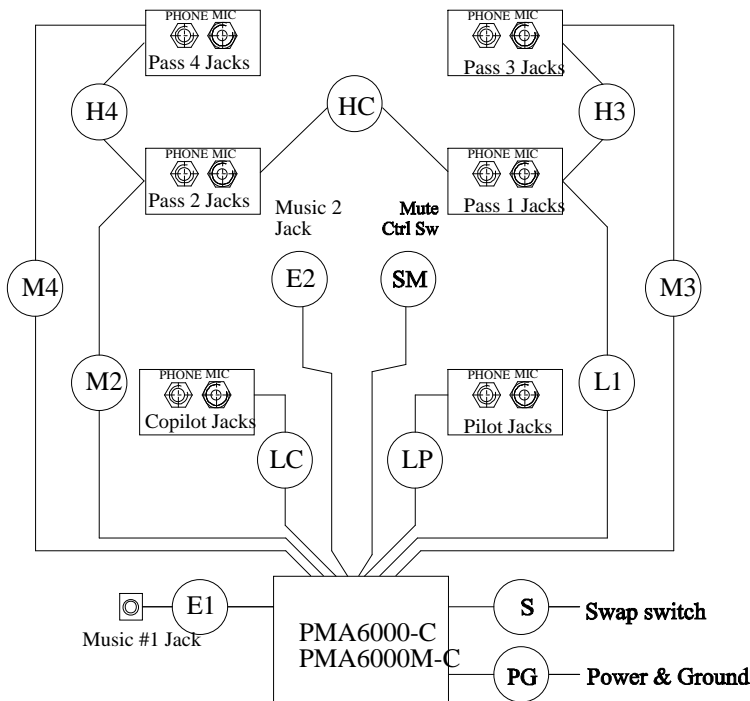 PHONE MIC
Pass 4 Jacks
PHONE MIC
Pass 3 Jacks
H4
HC
H3
PHONE MIC
Pass 2 Jacks
PHONE MIC
Pass 1 Jacks
Music 2
Jack
Mute
Ctrl Sw
M4
E2
SM
M3
M2
PHONE MIC
Copilot Jacks
PHONE MIC
Pilot Jacks
L1
LC
LP
E1
Music #1 Jack
PMA6000-C
PMA6000M-C
S
Swap switch
PG
Power & Ground